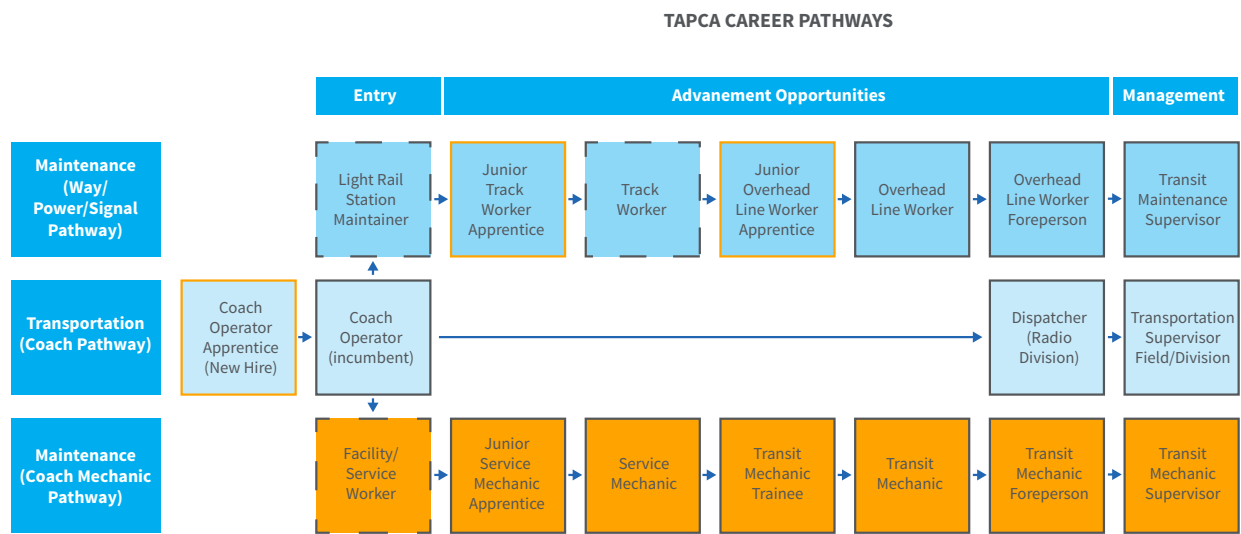 TAPCA CAREER PATHWAYS
Entry
Advanement Opportunities
Management
Maintenance
(Way/
Power/Signal
Pathway)
Light Rail
Station
Maintainer
Junior
Track
Worker
Apprentice
Track
Worker
Junior
Overhead
Line Worker
Apprentice
Overhead
Line Worker
Overhead
Line Worker
Foreperson
Transit
Maintenance
Supervisor
Transportation
(Coach Pathway)
Coach
Operator
Apprentice
(New Hire)
Coach
Operator
(incumbent)
Dispatcher
(Radio
Division)
Transportation
Supervisor
Field/Division
Maintenance
(Coach Mechanic
Pathway)
Facility/
Service
Worker
Junior
Service
Mechanic
Apprentice
Service
Mechanic
Transit
Mechanic
Trainee
Transit
Mechanic
Transit
Mechanic
Foreperson
Transit
Mechanic
Supervisor